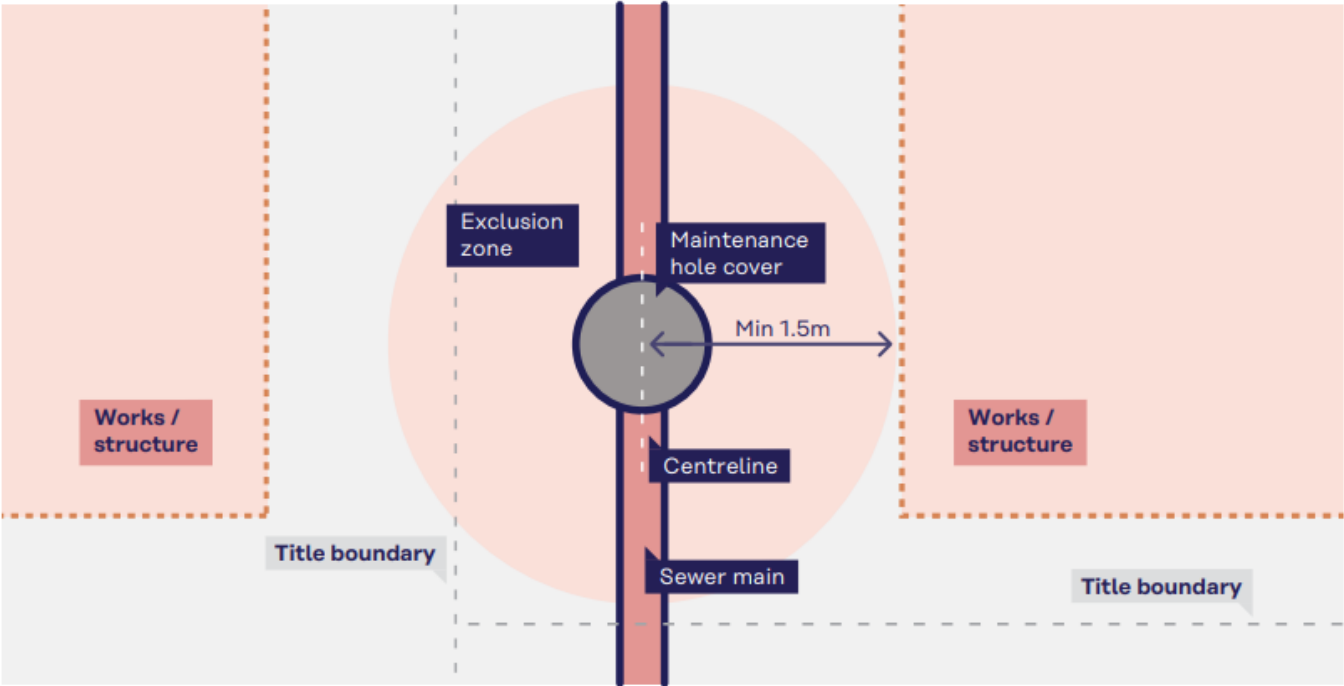 Exclusion
zone
Maintenance
hole cover
Min 1.5m
Works /
structure
Works /
structure
Centreline
Title boundary
Sewer main
Title boundary